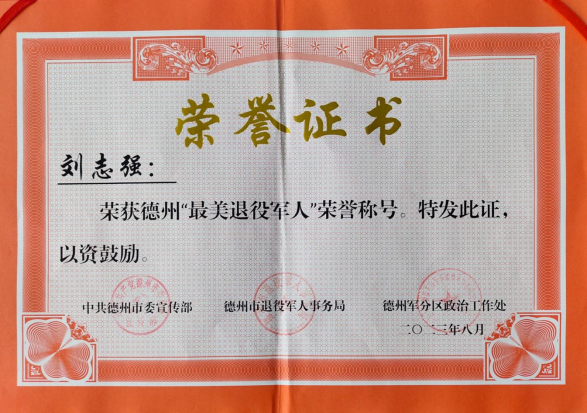 荣誉证书
刘志强：
荣获德州“最美退役军人”荣誉称号。特发此证，
以资鼓励。
中共德州市委宣传部 德州市退役军人事务局 德州军分区政治工作处
二〇二三年八月